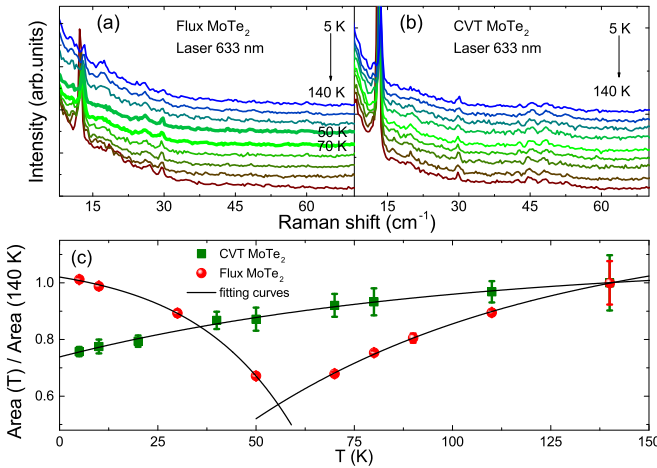 (a) Flux MoTe₂
Laser 633 nm
5 K
140 K
50 K
70 K
(b) CVT MoTe₂
Laser 633 nm
5 K
140 K
Intensity (arb.units)
15 30 45 60 15 30 45 60
Raman shift (cm⁻¹)
(c)
CVT MoTe₂
Flux MoTe₂
fitting curves
Area (T) / Area (140 K)
1.0
0.8
0.6
0 25 50 75 100 125 150
T (K)